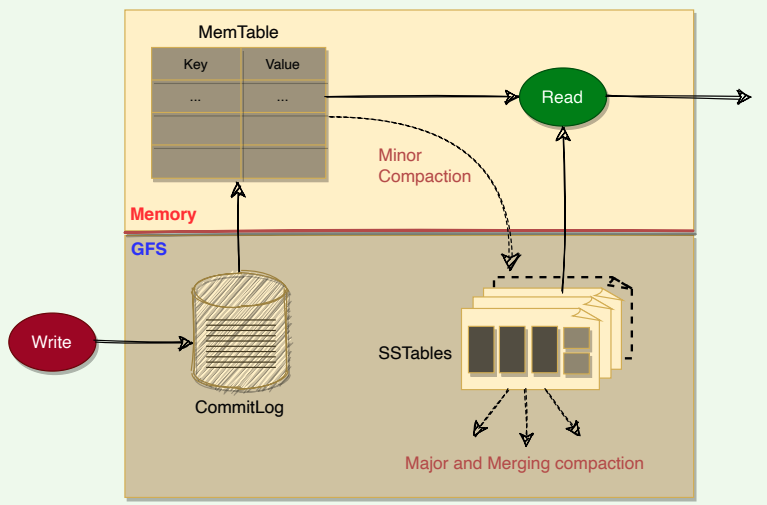 MemTable
Key
Value
...
...
Read
Minor
Compaction
Memory
GFS
Write
SSTables
CommitLog
Major and Merging compaction